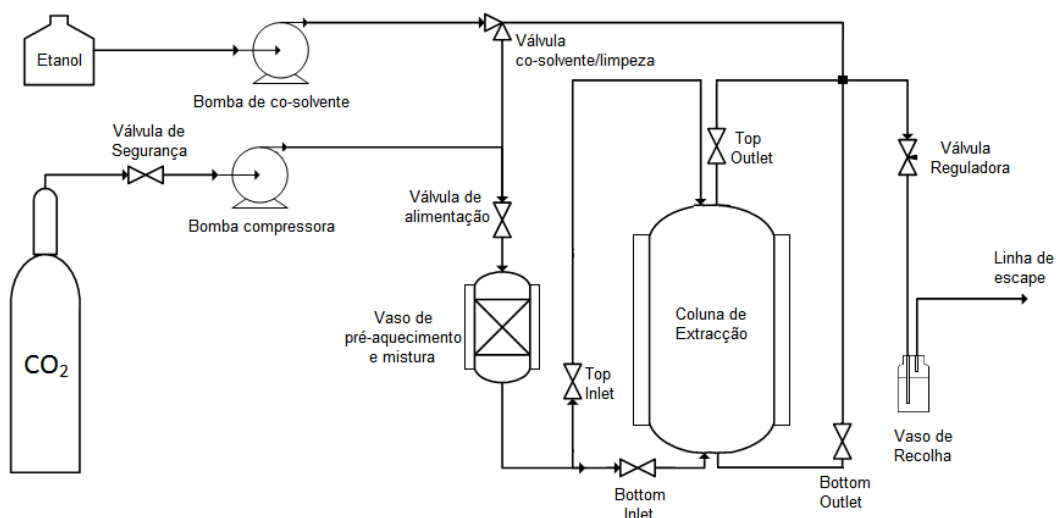 Etanol
Bomba de co-solvente
Válvula
co-solvente/limpeza
Válvula de
Segurança
Bomba compressora
CO₂
Válvula de
alimentação
Vaso de
pré-aquecimento
e mistura
Top
Inlet
Bottom
Inlet
Top
Outlet
Coluna de
Extracção
Bottom
Outlet
Válvula
Reguladora
Linha de
escape
Vaso de
Recolha